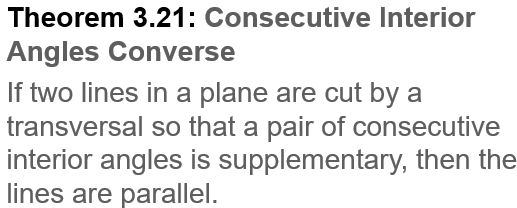 Theorem 3.21: Consecutive Interior
Angles Converse
If two lines in a plane are cut by a
transversal so that a pair of consecutive
interior angles is supplementary, then the
lines are parallel.